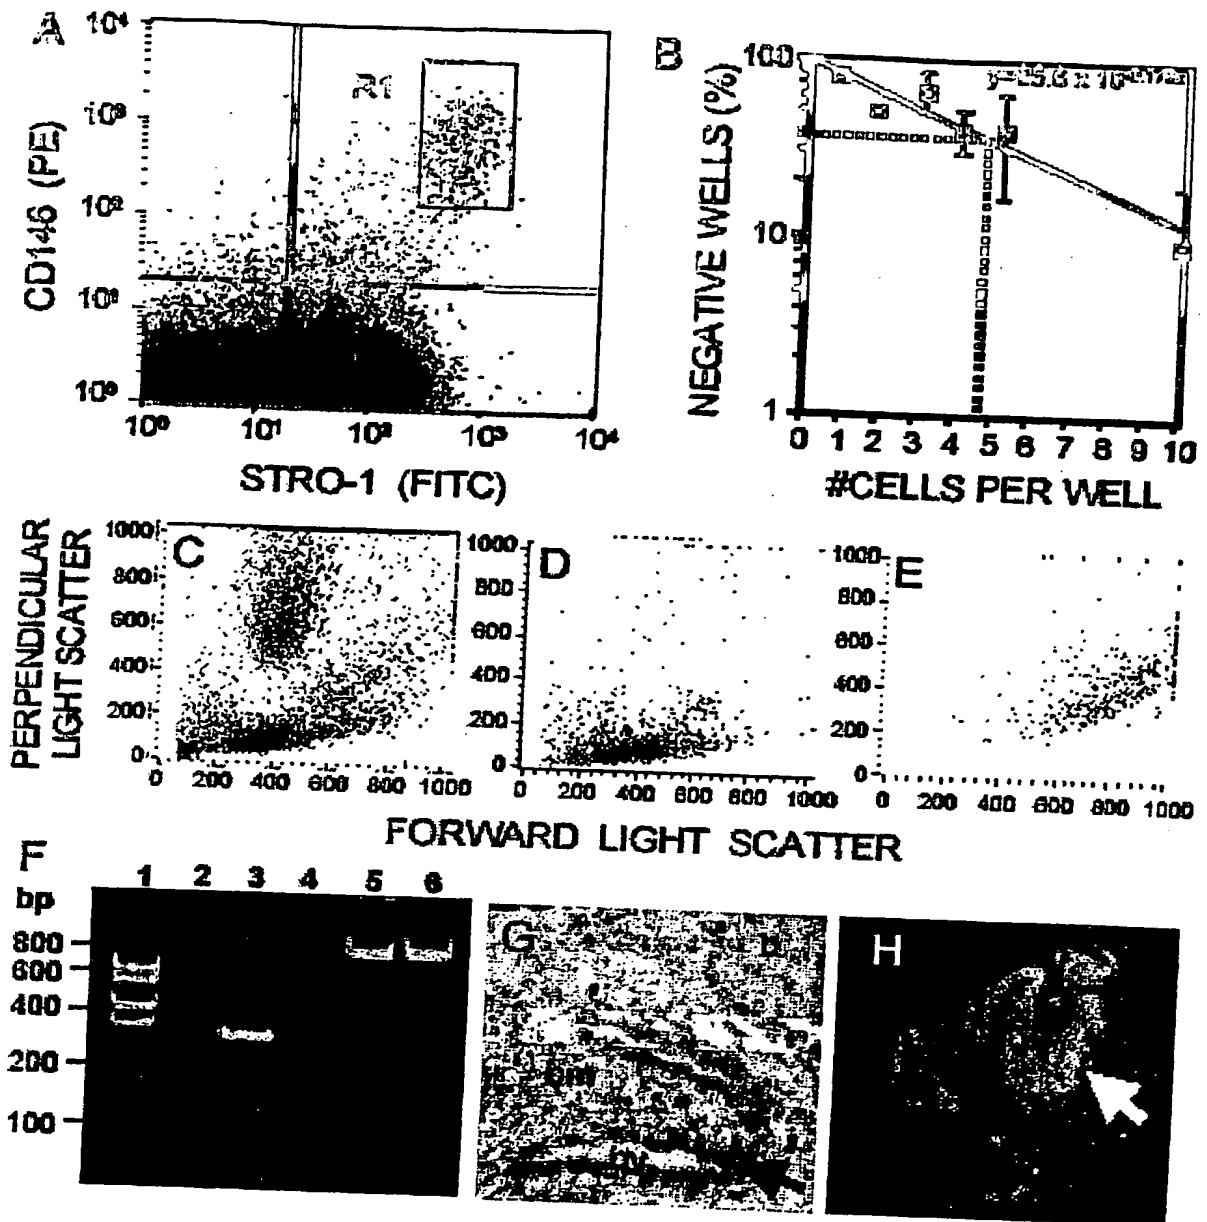 A
10⁴
10³
10²
10¹
10⁰
CD146 (PE)
R1
10⁰ 10¹ 10² 10³ 10⁴
STRO-1 (FITC)
B
100
10
1
NEGATIVE WELLS (%)
0 1 2 3 4 5 6 7 8 9 10
#CELLS PER WELL
PERPENDICULAR
LIGHT SCATTER
C
1000
800
600
400
200
0
0 200 400 600 800 1000
D
1000
800
600
400
200
0
0 200 400 600 800 1000
E
1000
800
600
400
200
0
0 200 400 600 800 1000
FORWARD LIGHT SCATTER
F
bp
1 2 3 4 5 6
800
600
400
200
100
G
b
bm
bv
H